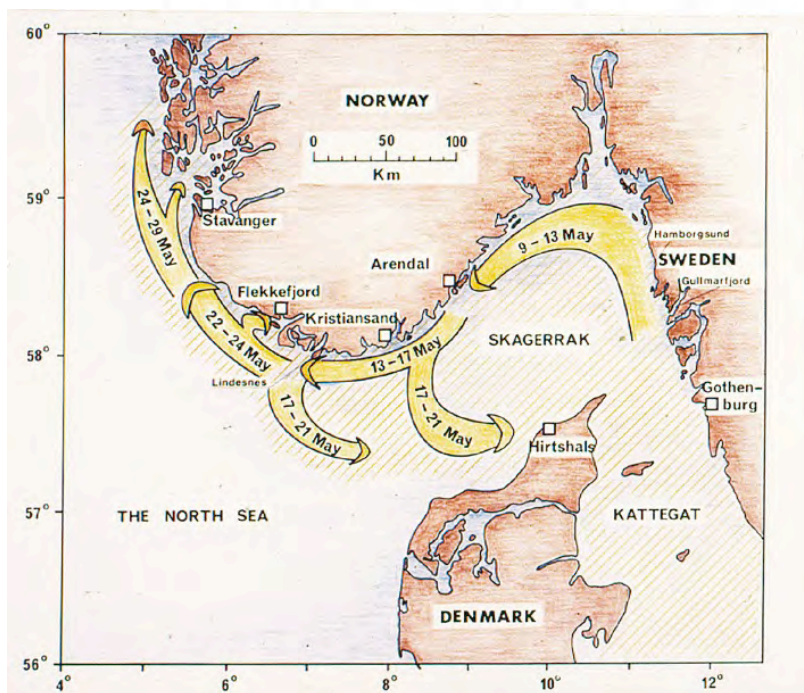 60°
NORWAY
0 50 100
Km
59°
24 – 29 May
Stavanger
9 – 13 May
Hamborgsund
SWEDEN
Gullmarfjord
Arendal
Flekkefjord
Kristiansand
SKAGERRAK
22 – 24 May
58°
13 – 17 May
Lindesnes
Gothen-
burg
17 – 21 May
17 – 21 May
Hirtshals
57°
THE NORTH SEA
KATTEGAT
DENMARK
56°
4° 6° 8° 10° 12°